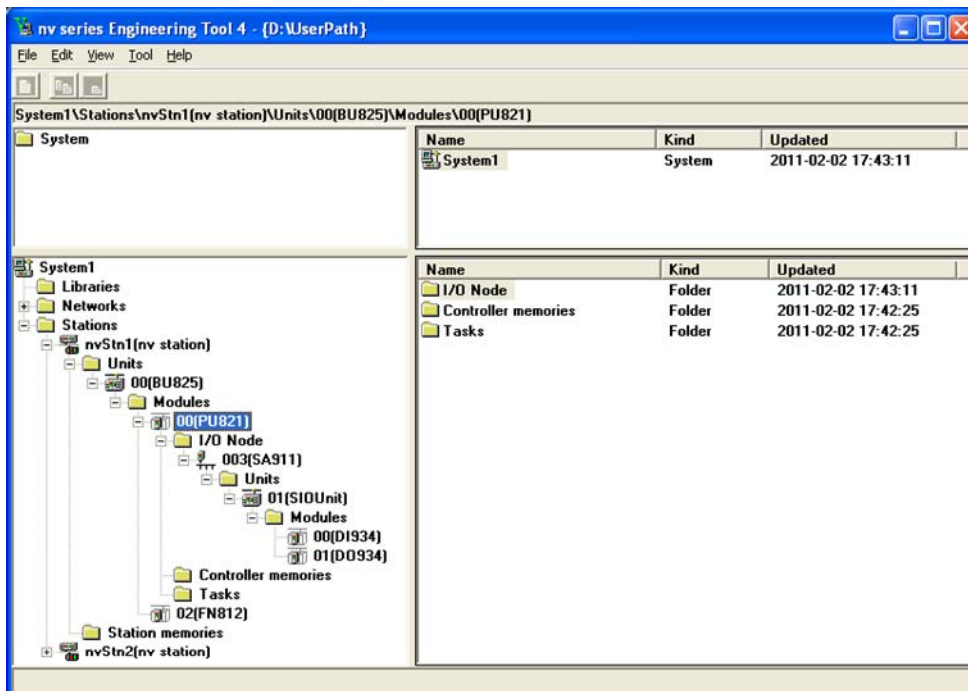 nv series Engineering Tool 4 - {D:\UserPath}
File Edit View Tool Help
System1\Stations\nvStn1(nv station)\Units\00(BU825)\Modules\00(PU821)
System
Name Kind Updated
System1 System 2011-02-02 17:43:11
System1
Libraries
Networks
Stations
nvStn1(nv station)
Units
00(BU825)
Modules
00(PU821)
I/O Node
003(SA911)
Units
01(SIOUnit)
Modules
00(DI934)
01(DO934)
Controller memories
Tasks
02(FN812)
Station memories
nvStn2(nv station)
Name Kind Updated
I/O Node Folder 2011-02-02 17:43:11
Controller memories Folder 2011-02-02 17:42:25
Tasks Folder 2011-02-02 17:42:25